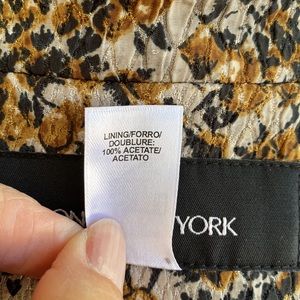 LINING/FORRO/
DOUBLURE:
100% ACETATE/
ACETATO
YORK